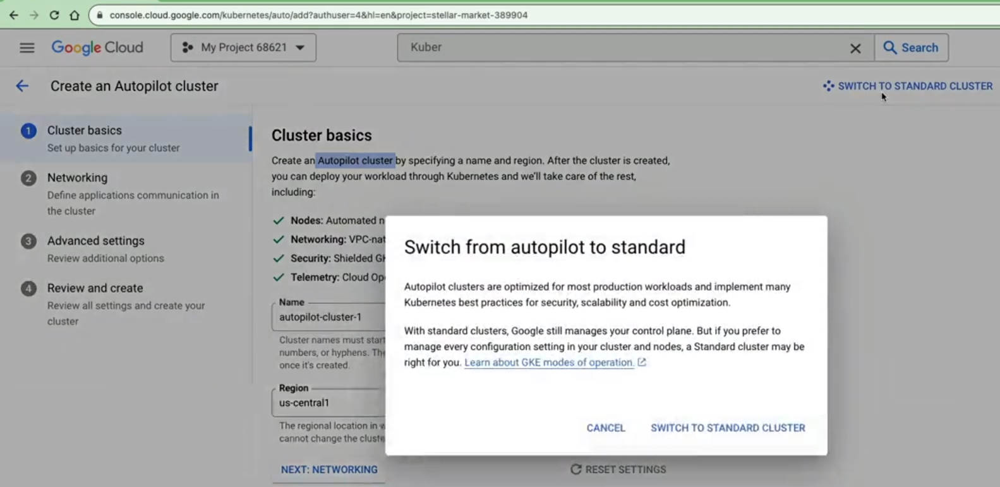 console.cloud.google.com/kubernetes/auto/add?authuser=4&hl=en&project=stellar-market-389904
Google Cloud
My Project 68621
Kuber
Search
Create an Autopilot cluster
SWITCH TO STANDARD CLUSTER
1
Cluster basics
Set up basics for your cluster
2
Networking
Define applications communication in
the cluster
3
Advanced settings
Review additional options
4
Review and create
Review all settings and create your
cluster
Cluster basics
Create an Autopilot cluster by specifying a name and region. After the cluster is created,
you can deploy your workload through Kubernetes and we'll take care of the rest,
including:
Nodes: Automated n
Networking: VPC-nat
Security: Shielded
Telemetry: Cloud Op
Name
autopilot-cluster-1
Cluster names must start
numbers, or hyphens. The
once it's created.
Region
us-central1
The regional location in
cannot change the cluste
NEXT: NETWORKING
RESET SETTINGS
Switch from autopilot to standard
Autopilot clusters are optimized for most production workloads and implement many
Kubernetes best practices for security, scalability and cost optimization.
With standard clusters, Google still manages your control plane. But if you prefer to
manage every configuration setting in your cluster and nodes, a Standard cluster may be
right for you. Learn about GKE modes of operation.
CANCEL
SWITCH TO STANDARD CLUSTER